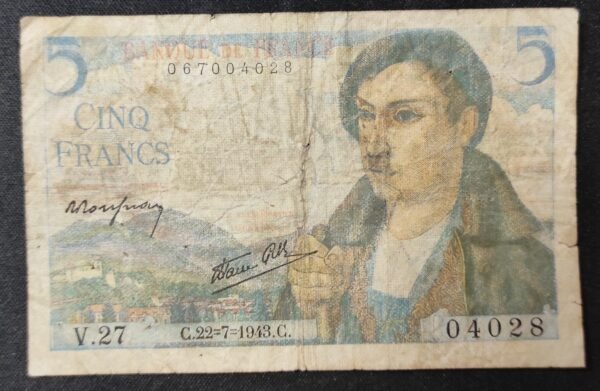 5 BANQUE DE FRANCE 5
067004028
CINQ
FRANCS
V.27 C.22=7=1943.C. 04028